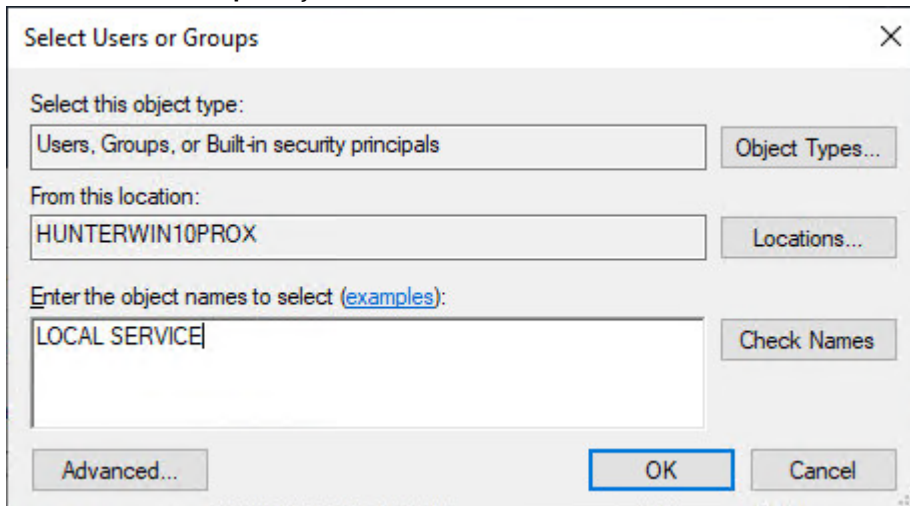 Select Users or Groups
Select this object type:
Users, Groups, or Built-in security principals
Object Types...
From this location:
HUNTERWIN10PROX
Locations...
Enter the object names to select (examples):
LOCAL SERVICE
Check Names
Advanced...
OK
Cancel